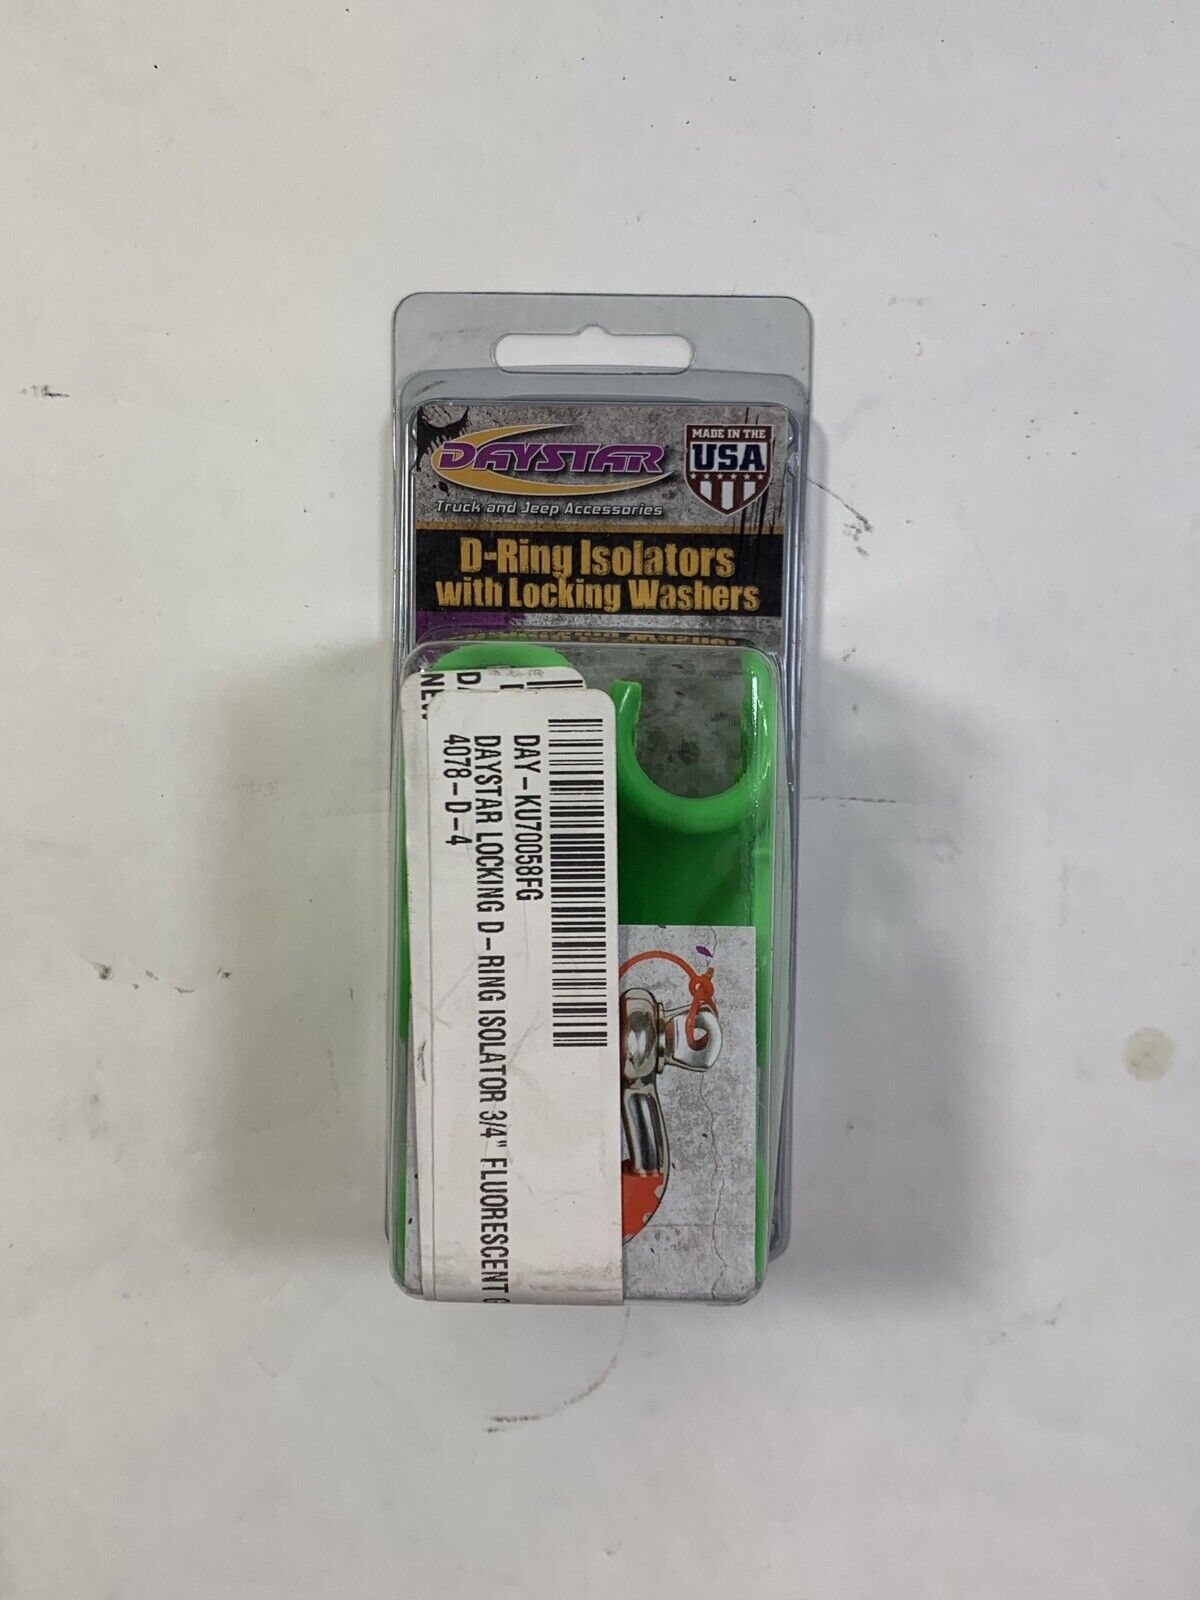 DAYSTAR
Truck and Jeep Accessories
MADE IN THE
USA
D-Ring Isolators
with Locking Washers
DAY-KU70058FG
DAYSTAR LOCKING D-RING ISOLATOR 3/4" FLUORESCENT
4078-D-4